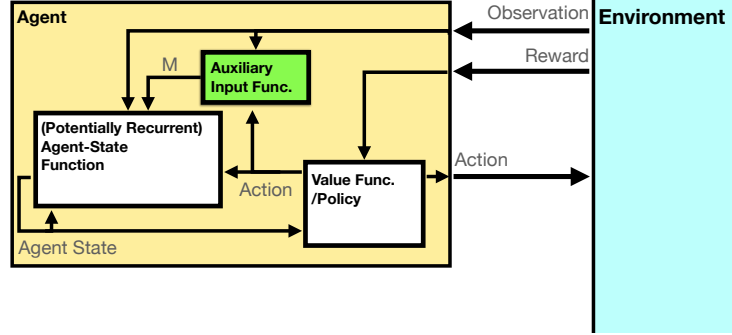 Agent
Observation
Environment
Reward
M
Auxiliary
Input Func.
(Potentially Recurrent)
Agent-State
Function
Action
Value Func.
/Policy
Action
Agent State